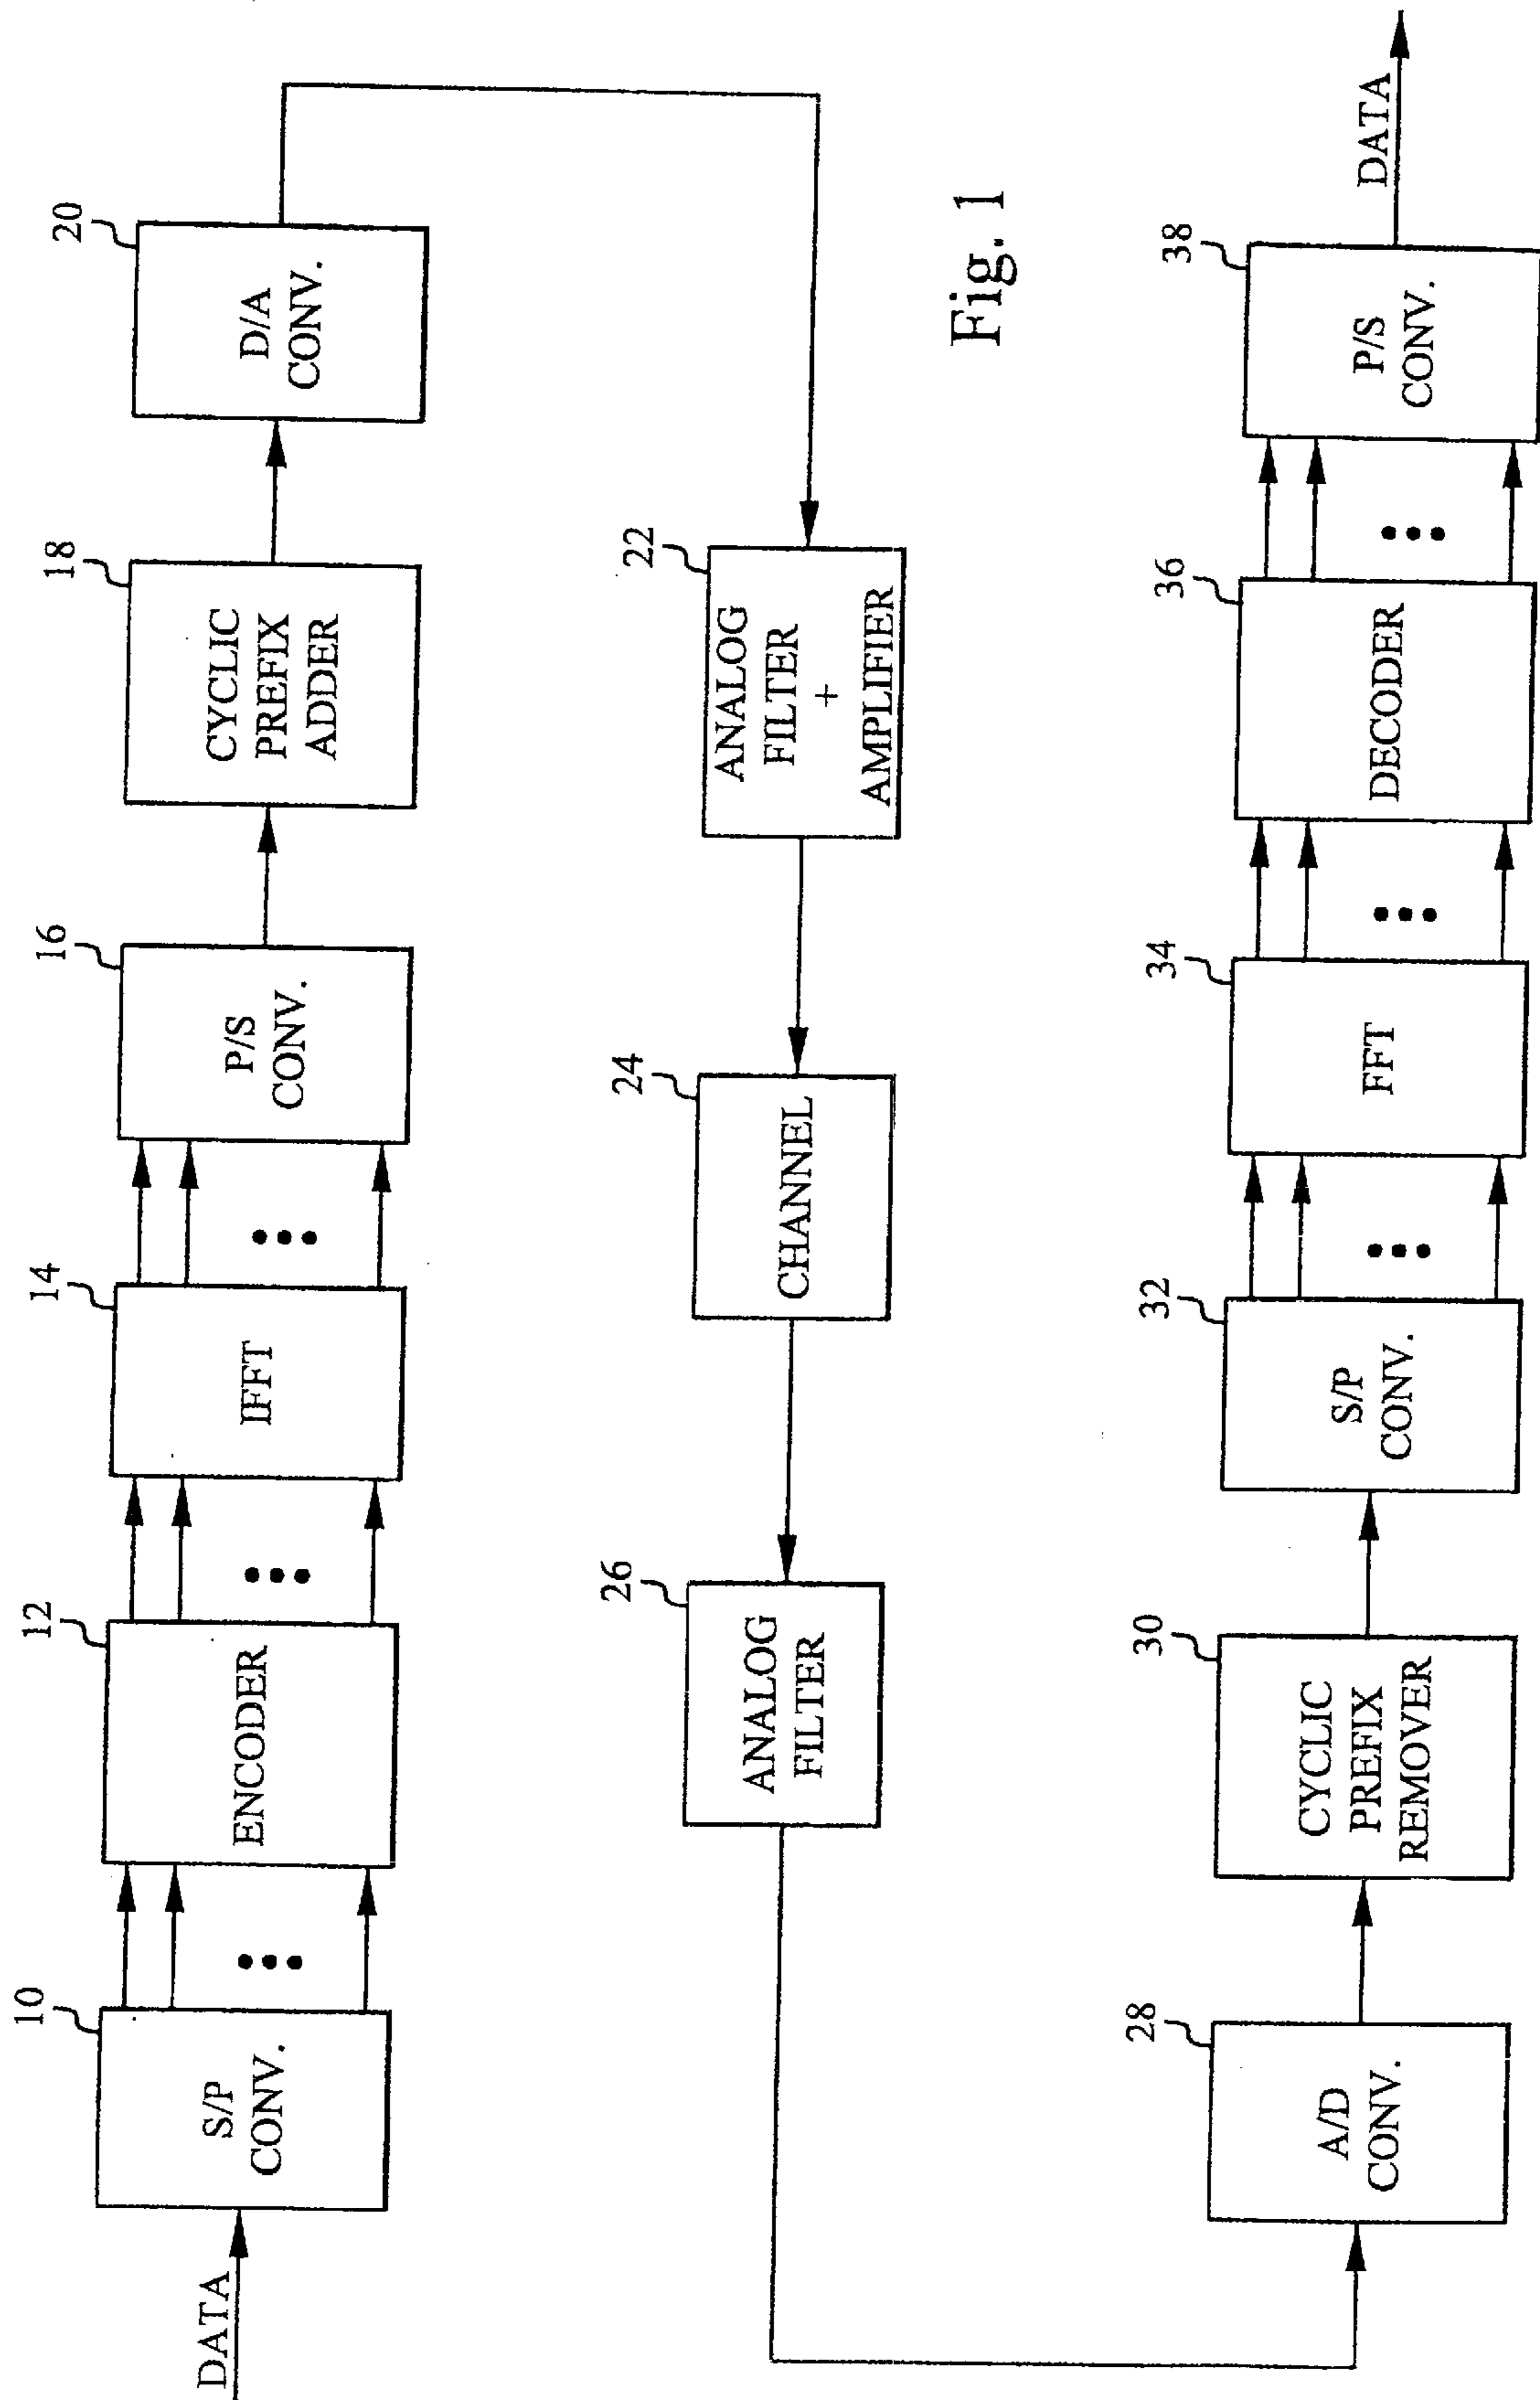 DATA
10
S/P
CONV.
12
ENCODER
14
IFFT
16
P/S
CONV.
18
CYCLIC
PREFIX
ADDER
20
D/A
CONV.
26
ANALOG
FILTER
24
CHANNEL
22
ANALOG
FILTER
+
AMPLIFIER
Fig. 1
28
A/D
CONV.
30
CYCLIC
PREFIX
REMOVER
32
S/P
CONV.
34
FFT
36
DECODER
38
P/S
CONV.
DATA